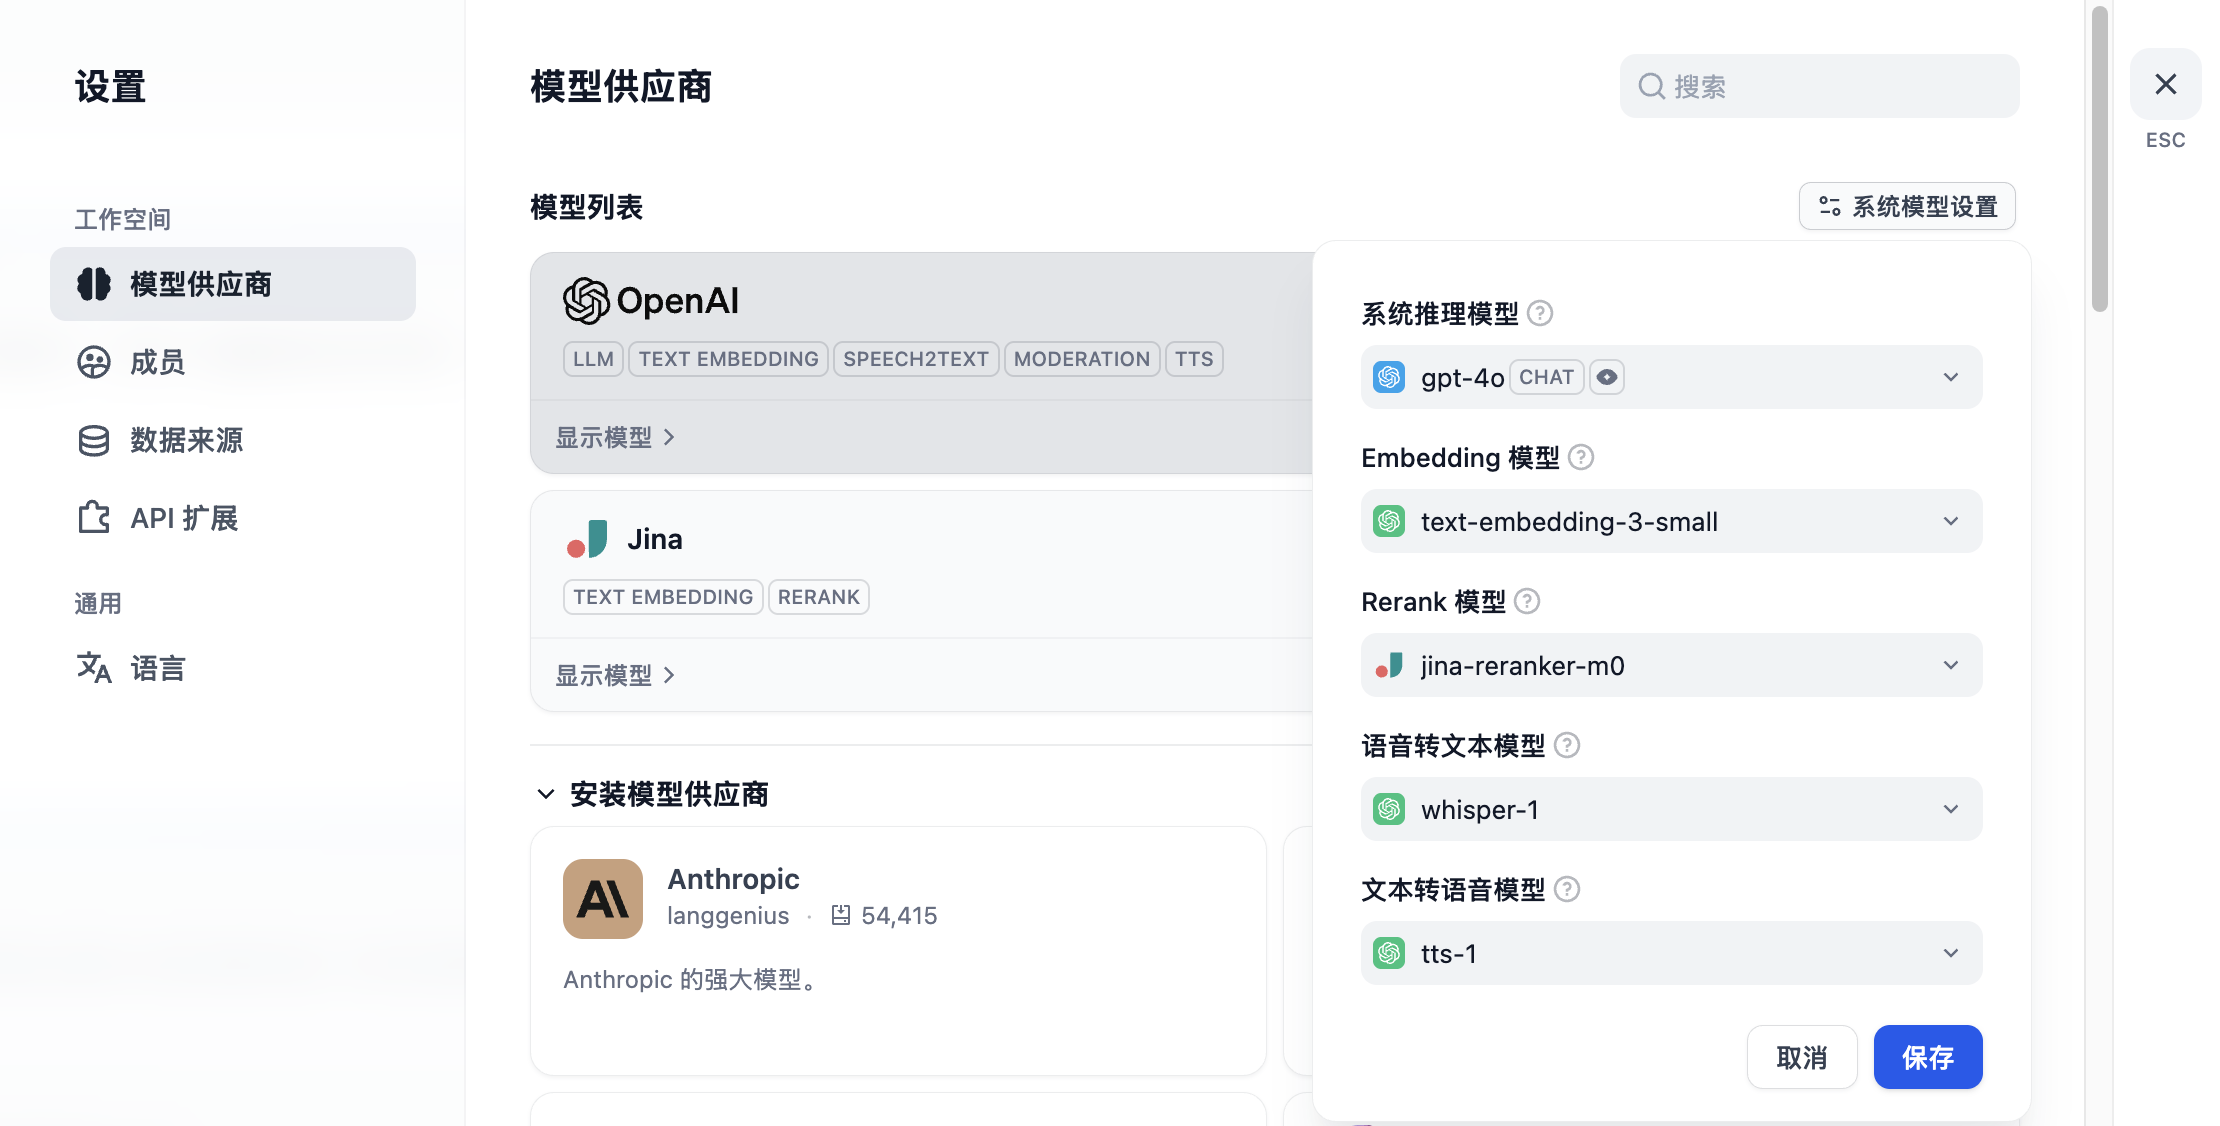 设置
工作空间
模型供应商
成员
数据来源
API 扩展
通用
语言
模型供应商
搜索
ESC
模型列表
系统模型设置
OpenAI
LLM TEXT EMBEDDING SPEECH2TEXT MODERATION TTS
显示模型
Jina
TEXT EMBEDDING RERANK
显示模型
安装模型供应商
Anthropic
langgenius · 54,415
Anthropic 的强大模型。
系统推理模型
gpt-4o CHAT
Embedding 模型
text-embedding-3-small
Rerank 模型
jina-reranker-m0
语音转文本模型
whisper-1
文本转语音模型
tts-1
取消
保存